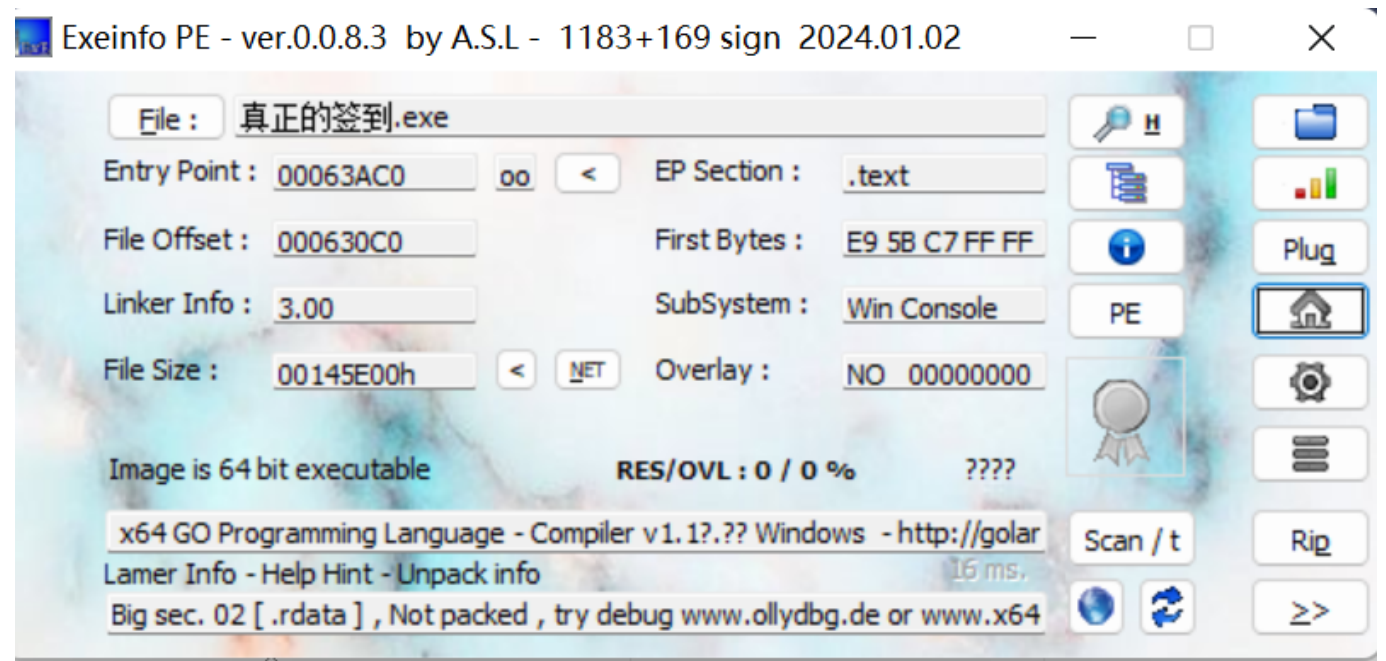 Exeinfo PE - ver.0.0.8.3 by A.S.L - 1183+169 sign 2024.01.02
File : 真正的签到.exe H
Entry Point : 00063AC0 oo < EP Section : .text
File Offset : 000630C0 First Bytes : E9 5B C7 FF FF Plug
Linker Info : 3.00 SubSystem : Win Console PE
File Size : 00145E00h < NET Overlay : NO 00000000
Image is 64 bit executable RES/OVL : 0 / 0 % ????
x64 GO Programming Language - Compiler v1.1?.?? Windows - http://golar Scan / t Rip
Lamer Info - Help Hint - Unpack info 16 ms.
Big sec. 02 [ .rdata ] , Not packed , try debug www.ollydbg.de or www.x64 >>